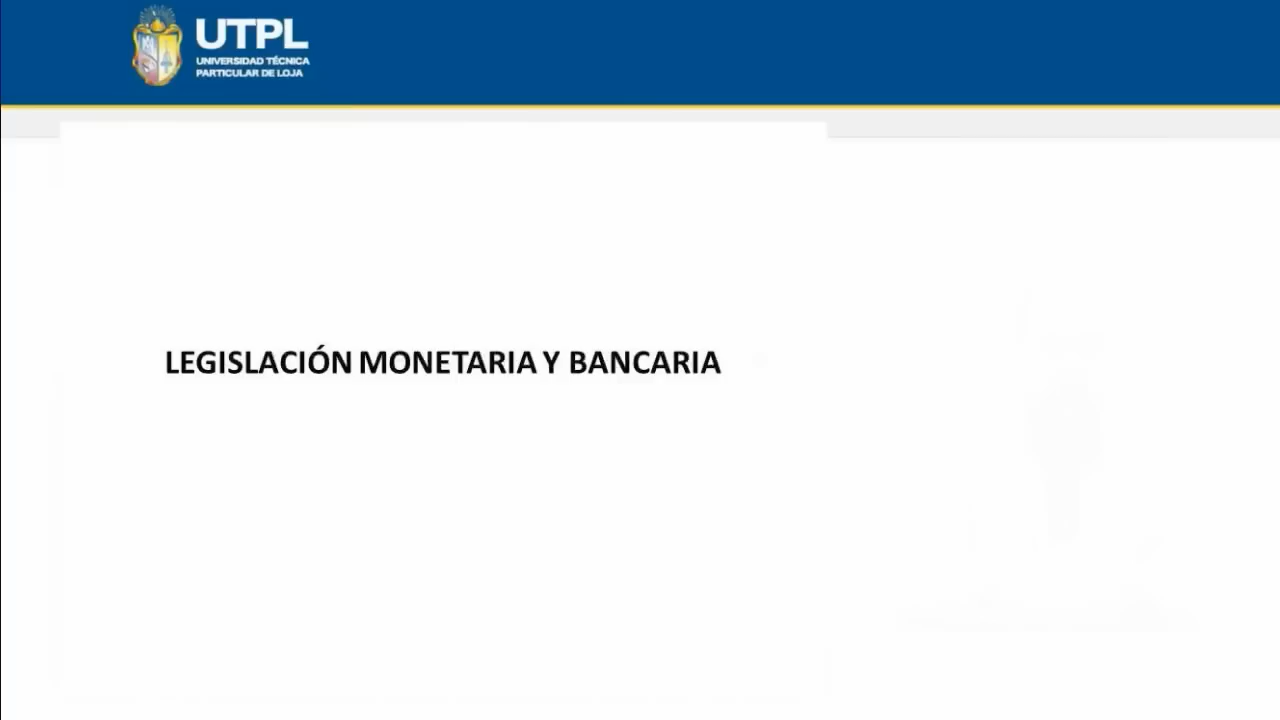 UTPL
UNIVERSIDAD TÉCNICA
PARTICULAR DE LOJA
LEGISLACIÓN MONETARIA Y BANCARIA